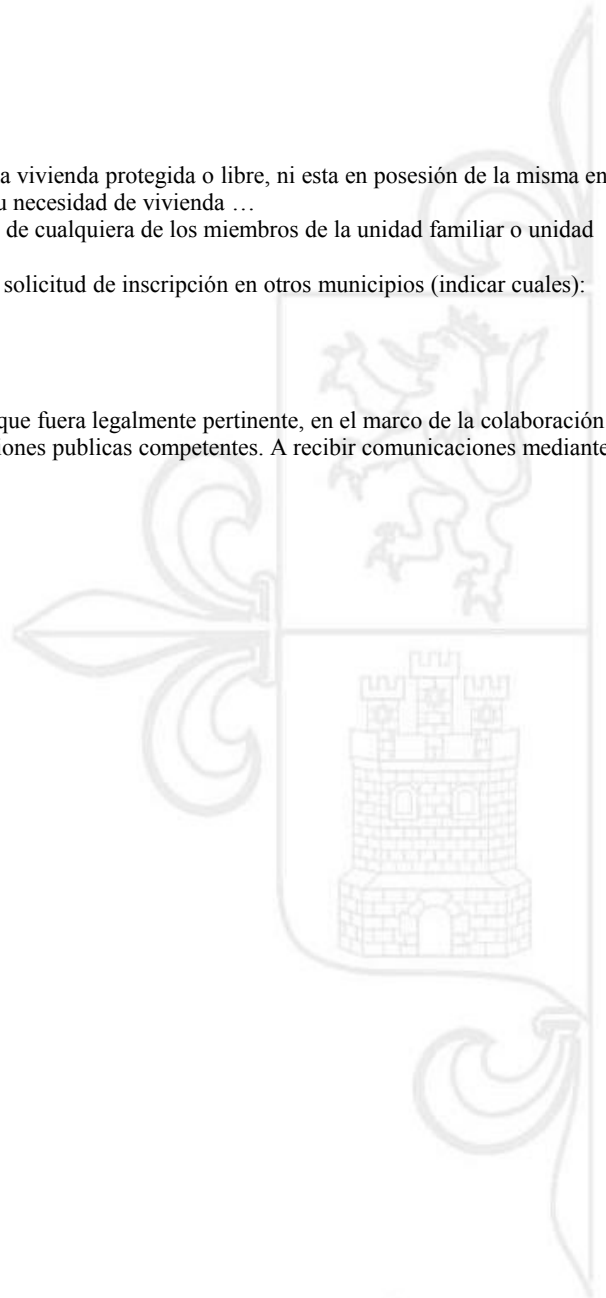 a vivienda protegida o libre, ni esta en posesión de la misma en
u necesidad de vivienda …
de cualquiera de los miembros de la unidad familiar o unidad
solicitud de inscripción en otros municipios (indicar cuales):
que fuera legalmente pertinente, en el marco de la colaboración
iones publicas competentes. A recibir comunicaciones mediante